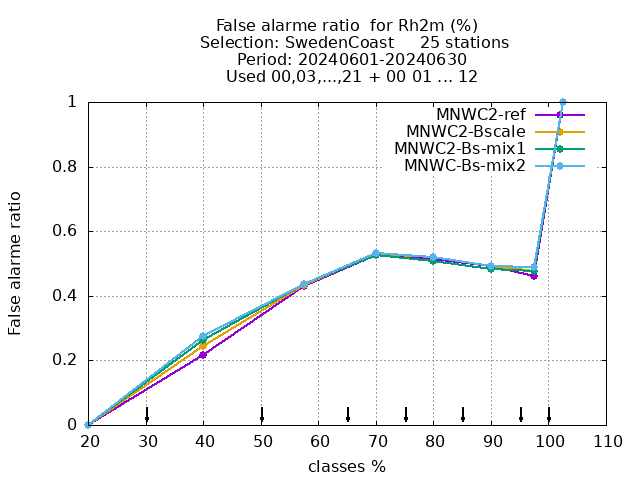 False alarme ratio  for Rh2m (%)
Selection: SwedenCoast     25 stations
Period: 20240601-20240630
Used 00,03,...,21 + 00 01 ... 12
MNWC2-ref
MNWC2-Bscale
MNWC2-Bs-mix1
MNWC-Bs-mix2
False alarme ratio
1
0.8
0.6
0.4
0.2
0
20 30 40 50 60 70 80 90 100 110
classes %